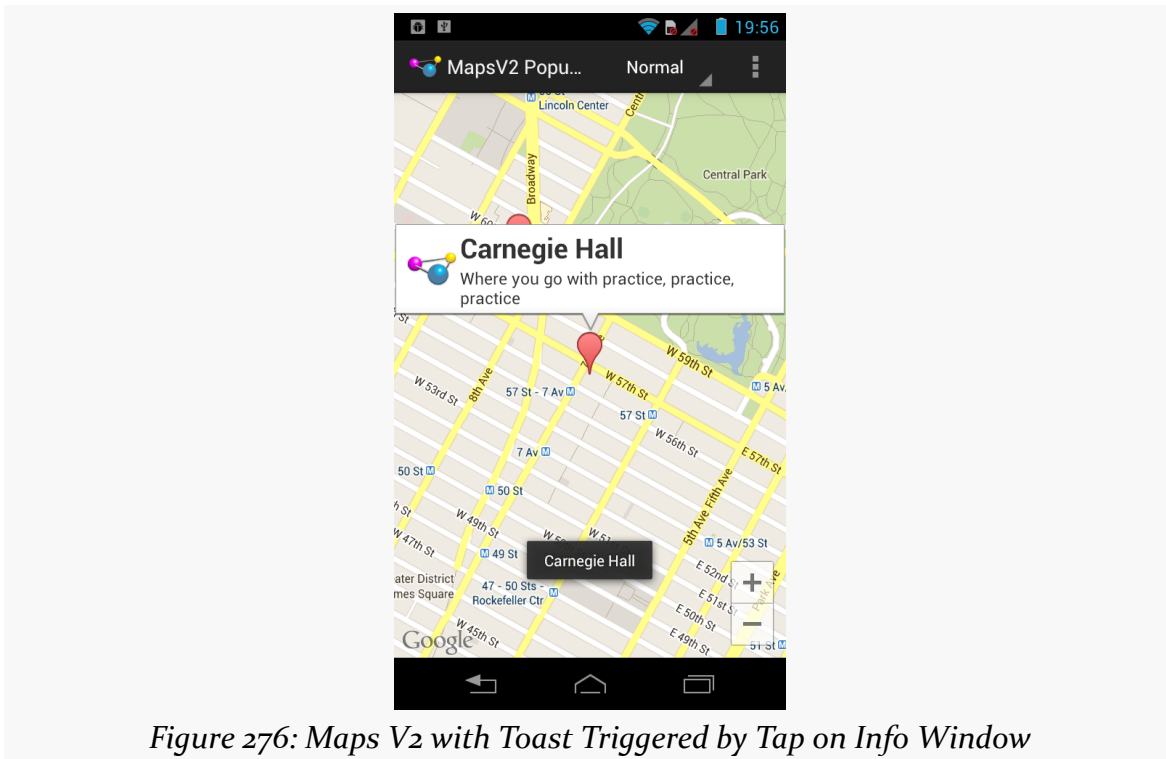 19:56
MapsV2 Popu...
Normal
Lincoln Center
Central Park
Broadway
Carnegie Hall
Where you go with practice, practice,
practice
W 59th St
W 57th St
8th Ave
W 53rd St
57 St - 7 Av M
M 5 Av
57 St M
W 56th St
7 Av M
E 57th St
50 St M
M 50 St
5th Ave Fifth Ave
W 49th St
W 47th St
M 49 St
M 5 Av/53 St
Carnegie Hall
E 52nd
ater District
mes Square
47 - 50 Sts -
Rockefeller Ctr
M
E 51st S
Park Ave
E 50th St
+
−
W 45th St
Google
E 49th St
51 St M
Figure 276: Maps V2 with Toast Triggered by Tap on Info Window